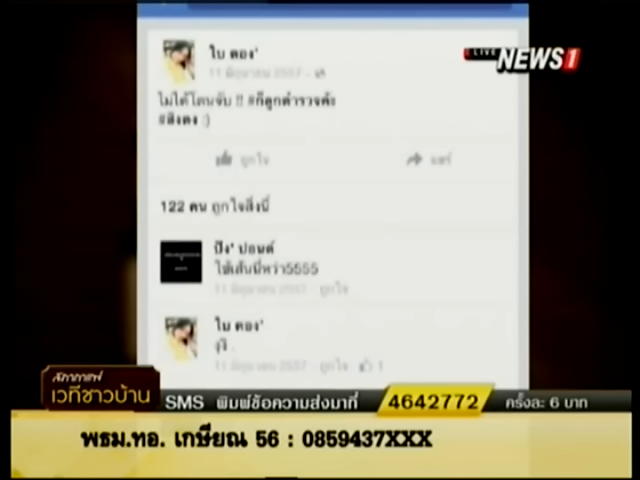 ใบ ตอง'
11 มิถุนายน 2557
LIVE NEWS1
ไม่ได้โดนจับ !! #ก็ลูกตำรวจค้ะ
:)
ถูกใจ แชร์
122 คน ถูกใจสิ่งนี้
ปัง' ปอนด์
ใช้เส้นนี่หว่า5555
11 มิถุนายน 2557 · ถูกใจ
ใบ ตอง'
11 มิถุนายน 2557 · ถูกใจ · 1
สภากาแฟ
เวทีชาวบ้าน
SMS พิมพ์ข้อความส่งมาที่ 4642772 ครั้งละ 6 บาท
พธม.ทอ. เกษียณ 56 : 0859437XXX